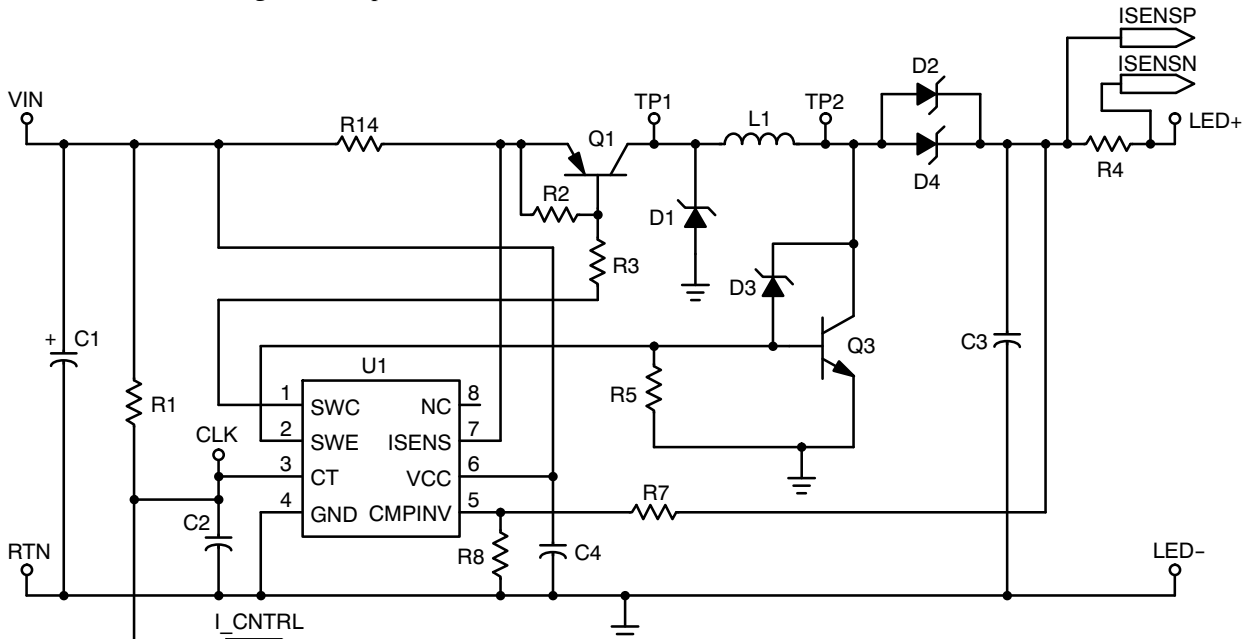 ISENSP
ISENSN
D2
VIN
TP1
TP2
LED+
R14
Q1
L1
D4
R4
R2
D1
R3
D3
+ C1
U1
Q3
C3
R1
1 SWC NC 8
R5
CLK
2 SWE ISENS 7
3 CT VCC 6
4 GND CMPINV 5
R7
C2
R8
C4
RTN
LED-
I_CNTRL